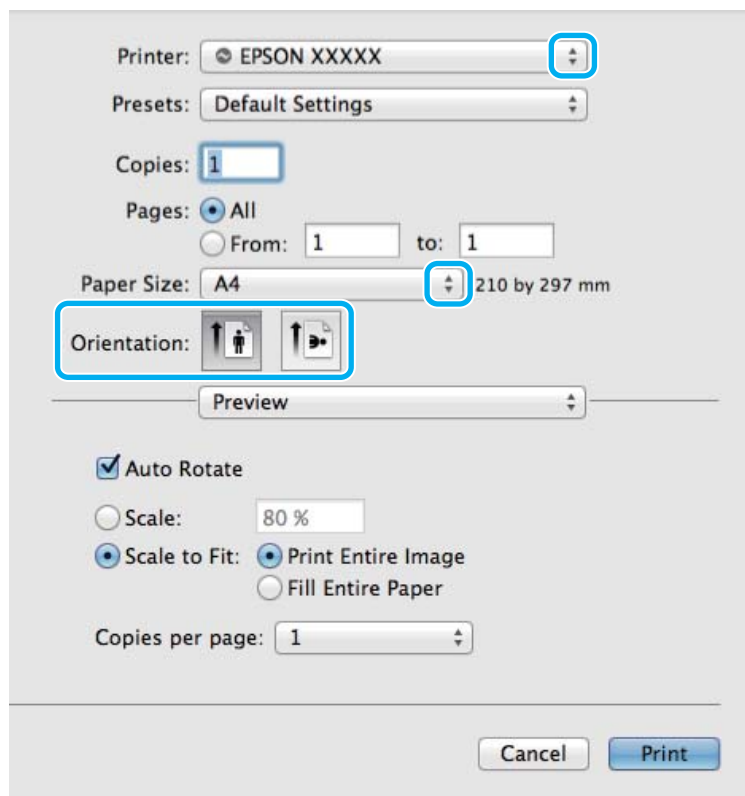 Printer: EPSON XXXXX
Presets: Default Settings
Copies: 1
Pages: All
From: 1 to: 1
Paper Size: A4 210 by 297 mm
Orientation:
Preview
Auto Rotate
Scale: 80 %
Scale to Fit: Print Entire Image
Fill Entire Paper
Copies per page: 1
Cancel Print